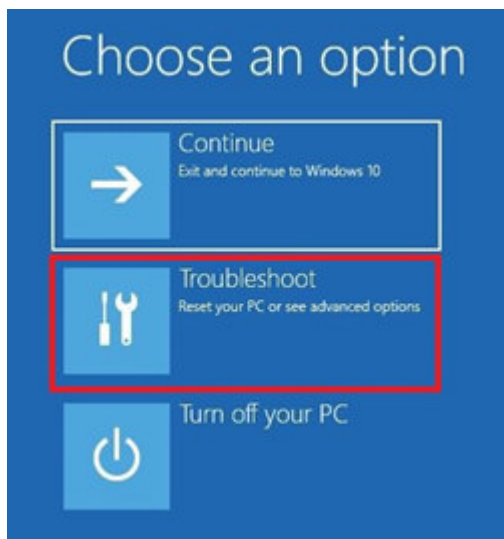 Choose an option
Continue
Exit and continue to Windows 10
Troubleshoot
Reset your PC or see advanced options
Turn off your PC